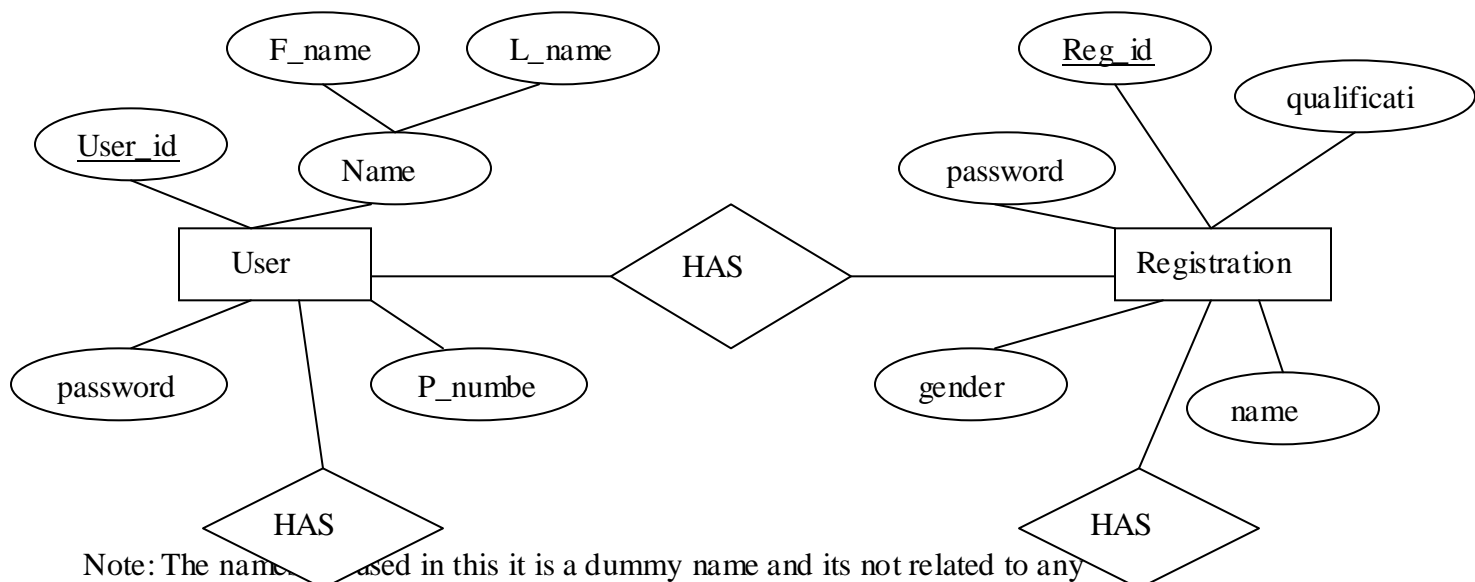 F_name
L_name
Reg_id
qualificati
User_id
Name
password
User
HAS
Registration
password
P_numbe
gender
name
HAS
HAS
Note: The name used in this it is a dummy name and its not related to any